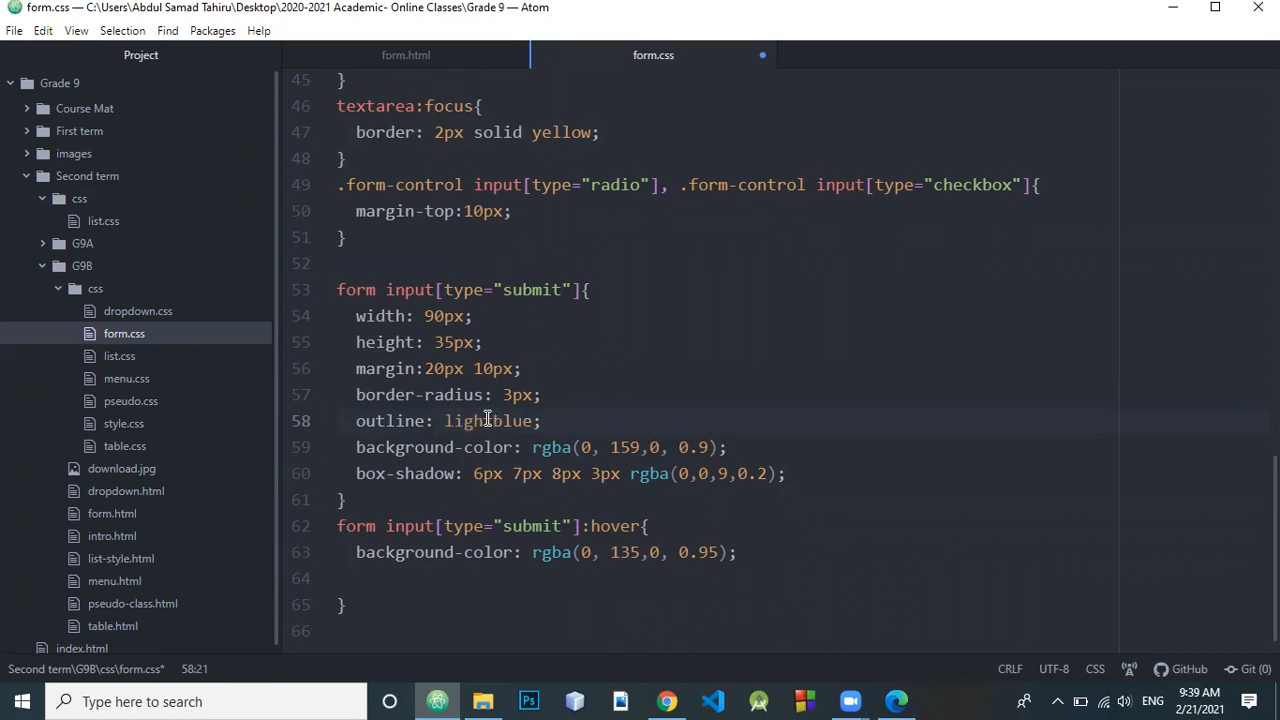 form.css — C:\Users\Abdul Samad Tahiru\Desktop\2020-2021 Academic- Online Classes\Grade 9 — Atom
File Edit View Selection Find Packages Help
Project
form.html
form.css
Grade 9
Course Mat
First term
images
Second term
css
list.css
G9A
G9B
css
dropdown.css
form.css
list.css
menu.css
pseudo.css
style.css
table.css
download.jpg
dropdown.html
form.html
intro.html
list-style.html
menu.html
pseudo-class.html
table.html
index.html
45 }
46 textarea:focus{
47 border: 2px solid yellow;
48 }
49 .form-control input[type="radio"], .form-control input[type="checkbox"]{
50 margin-top:10px;
51 }
52
53 form input[type="submit"]{
54 width: 90px;
55 height: 35px;
56 margin:20px 10px;
57 border-radius: 3px;
58 outline: lightblue;
59 background-color: rgba(0, 159,0, 0.9);
60 box-shadow: 6px 7px 8px 3px rgba(0,0,9,0.2);
61 }
62 form input[type="submit"]:hover{
63 background-color: rgba(0, 135,0, 0.95);
64
65 }
66
Second term\G9B\css\form.css* 58:21
CRLF UTF-8 CSS GitHub Git (0)
Type here to search
Ps
ENG
9:39 AM
2/21/2021